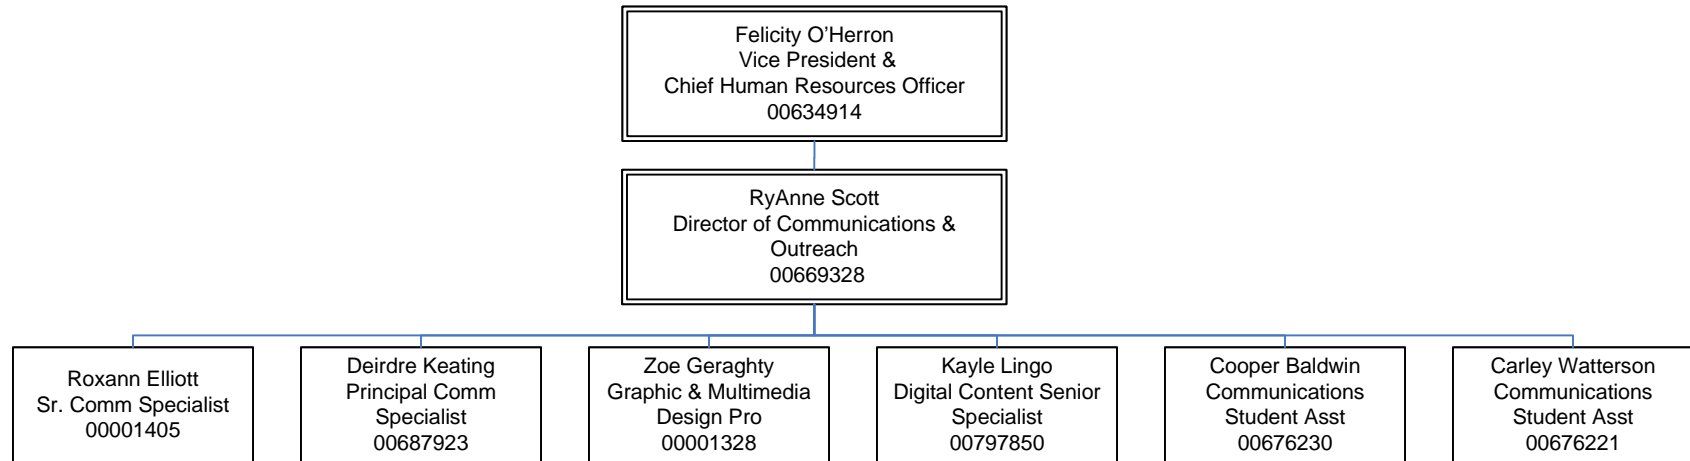 Felicity O’Herron
Vice President &
Chief Human Resources Officer
00634914
RyAnne Scott
Director of Communications &
Outreach
00669328
Roxann Elliott
Sr. Comm Specialist
00001405
Deirdre Keating
Principal Comm
Specialist
00687923
Zoe Geraghty
Graphic & Multimedia
Design Pro
00001328
Kayle Lingo
Digital Content Senior
Specialist
00797850
Cooper Baldwin
Communications
Student Asst
00676230
Carley Watterson
Communications
Student Asst
00676221